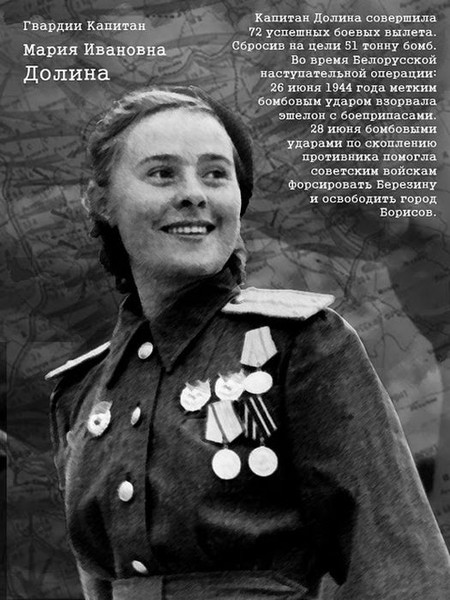 Гвардии Капитан
Мария Ивановна
Долина
Капитан Долина совершила
72 успешных боевых вылета.
Сбросив на цели 51 тонну бомб.
Во время Белорусской
наступательной операции:
26 июня 1944 года метким
бомбовым ударом взорвала
эшелон с боеприпасами.
28 июня бомбовыми
ударами по скоплению
противника помогла
советским войскам
форсировать Березину
и освободить город
Борисов.